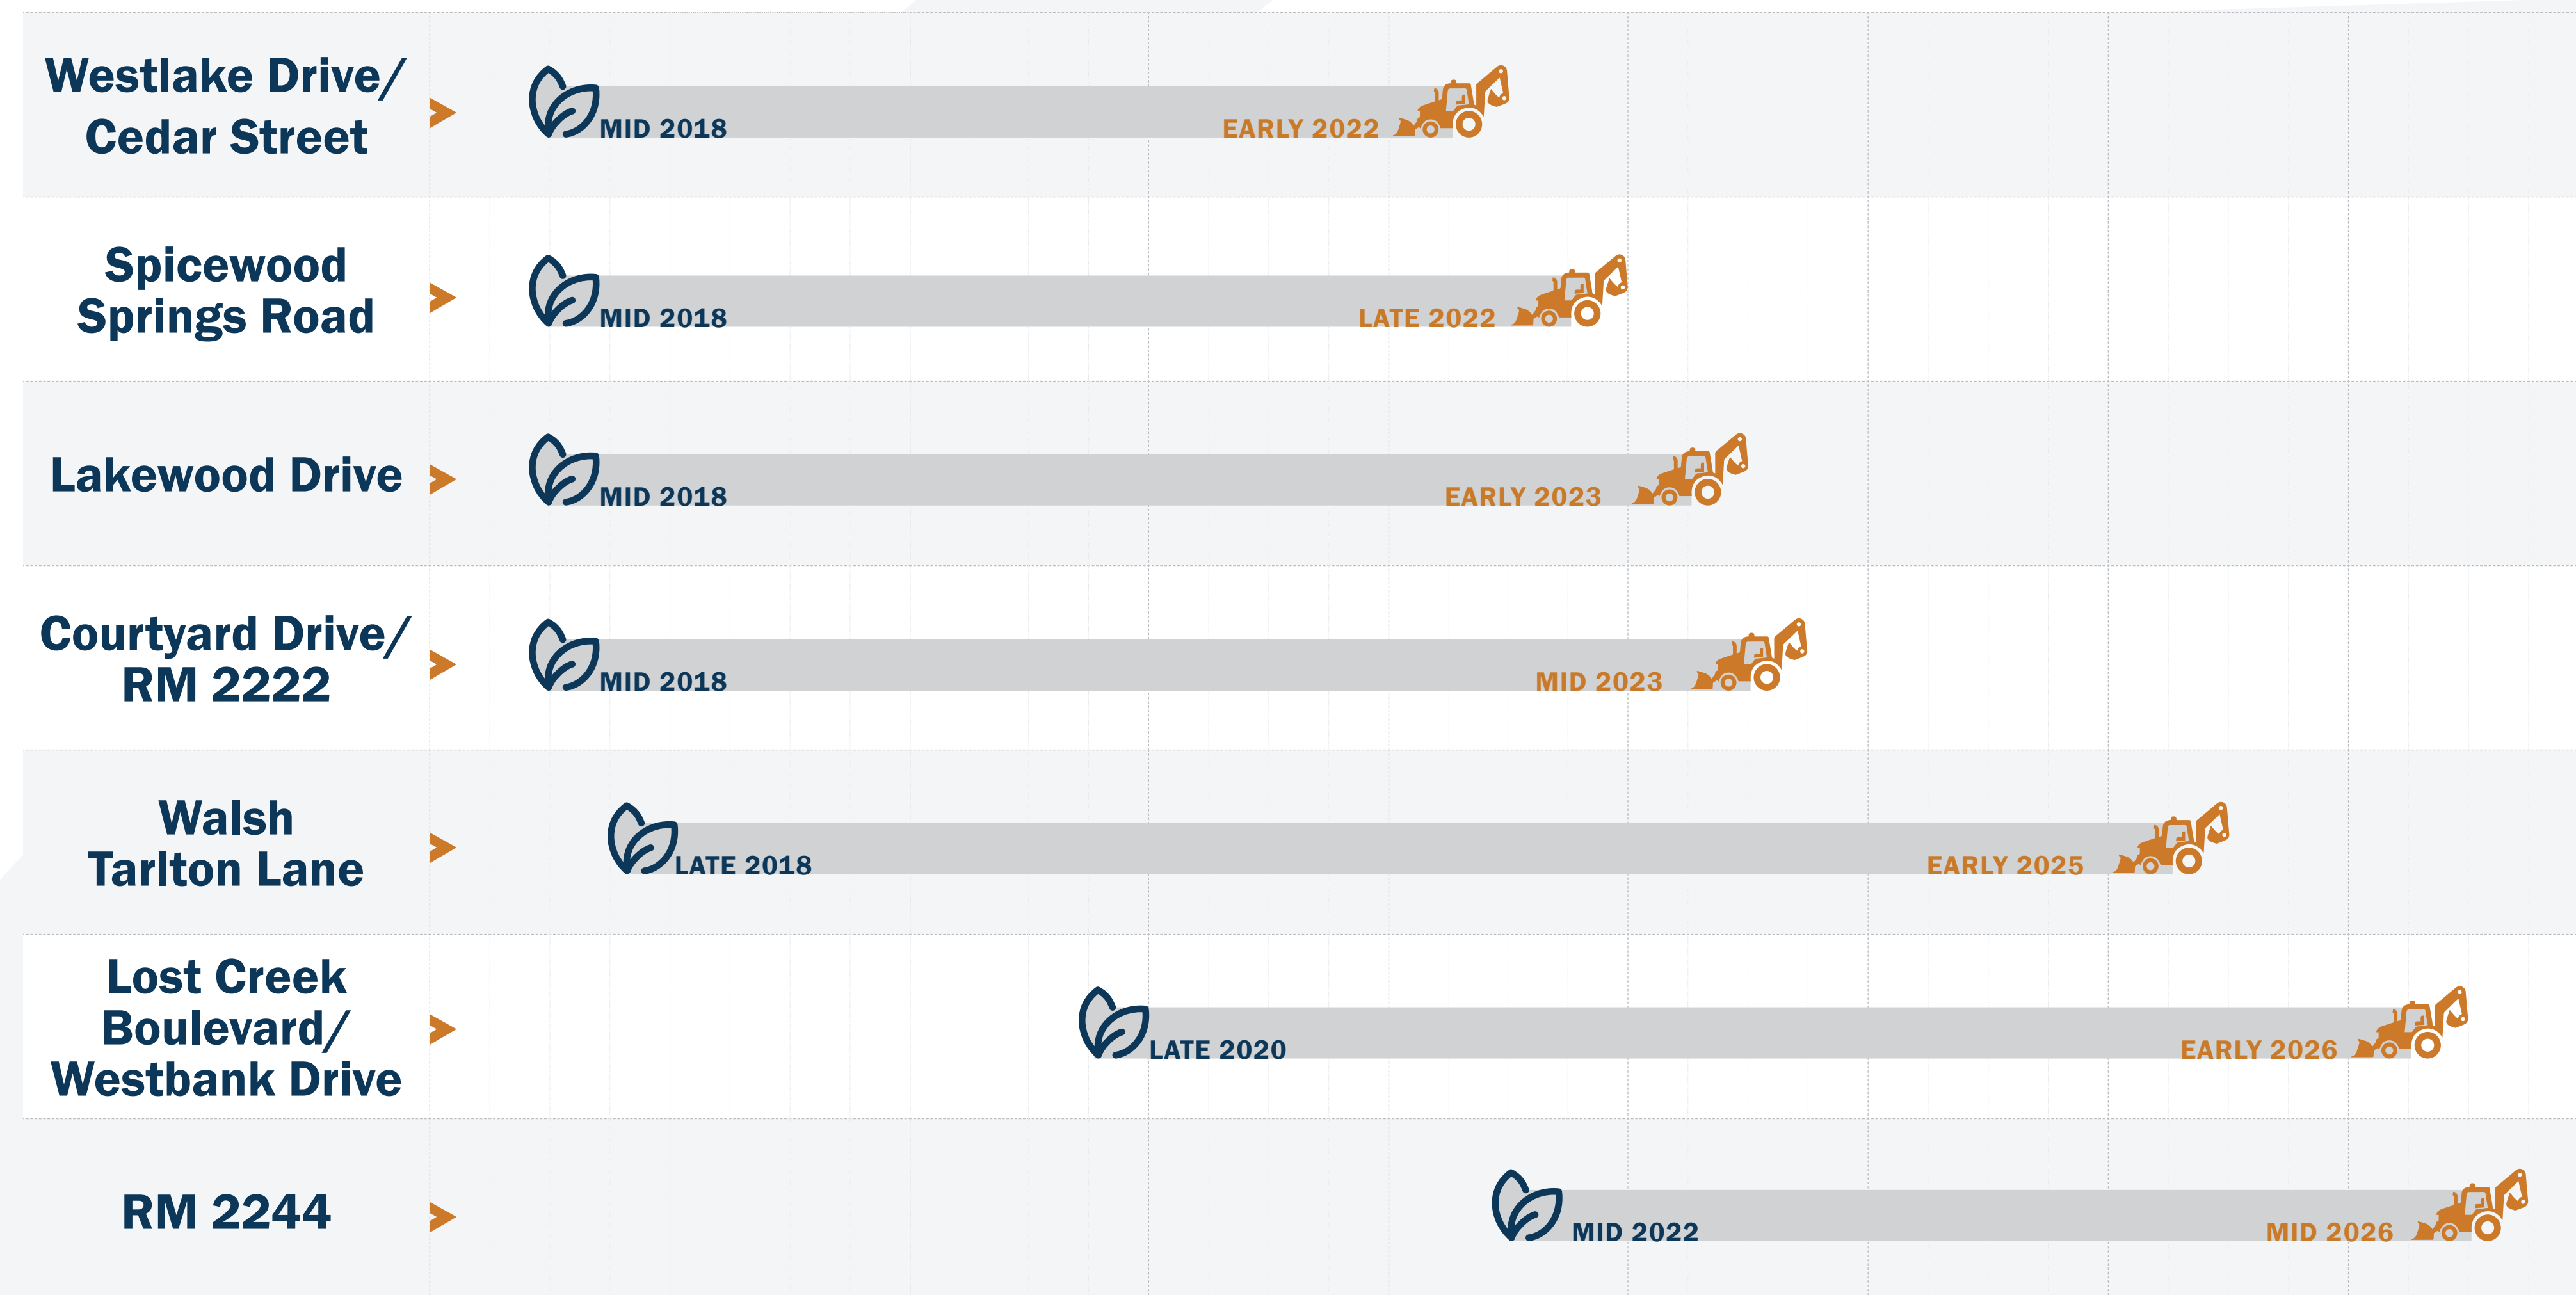 Westlake Drive/
Cedar Street
MID 2018
EARLY 2022
Spicewood
Springs Road
MID 2018
LATE 2022
Lakewood Drive
MID 2018
EARLY 2023
Courtyard Drive/
RM 2222
MID 2018
MID 2023
Walsh
Tarlton Lane
LATE 2018
EARLY 2025
Lost Creek
Boulevard/
Westbank Drive
LATE 2020
EARLY 2026
RM 2244
MID 2022
MID 2026